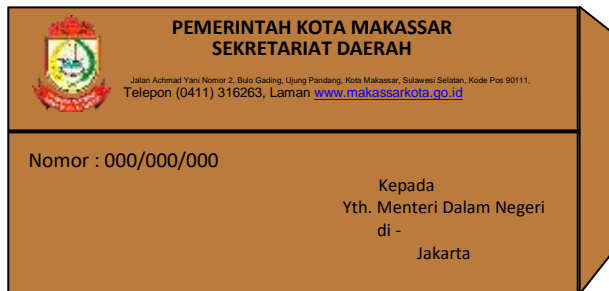 PEMERINTAH KOTA MAKASSAR
SEKRETARIAT DAERAH
Jalan Achmad Yani Nomor 2, Bulo Gading, Ujung Pandang, Kota Makassar, Sulawesi Selatan, Kode Pos 90111,
Telepon (0411) 316263, Laman www.makassarkota.go.id
Nomor : 000/000/000
Kepada
Yth. Menteri Dalam Negeri
di -
Jakarta